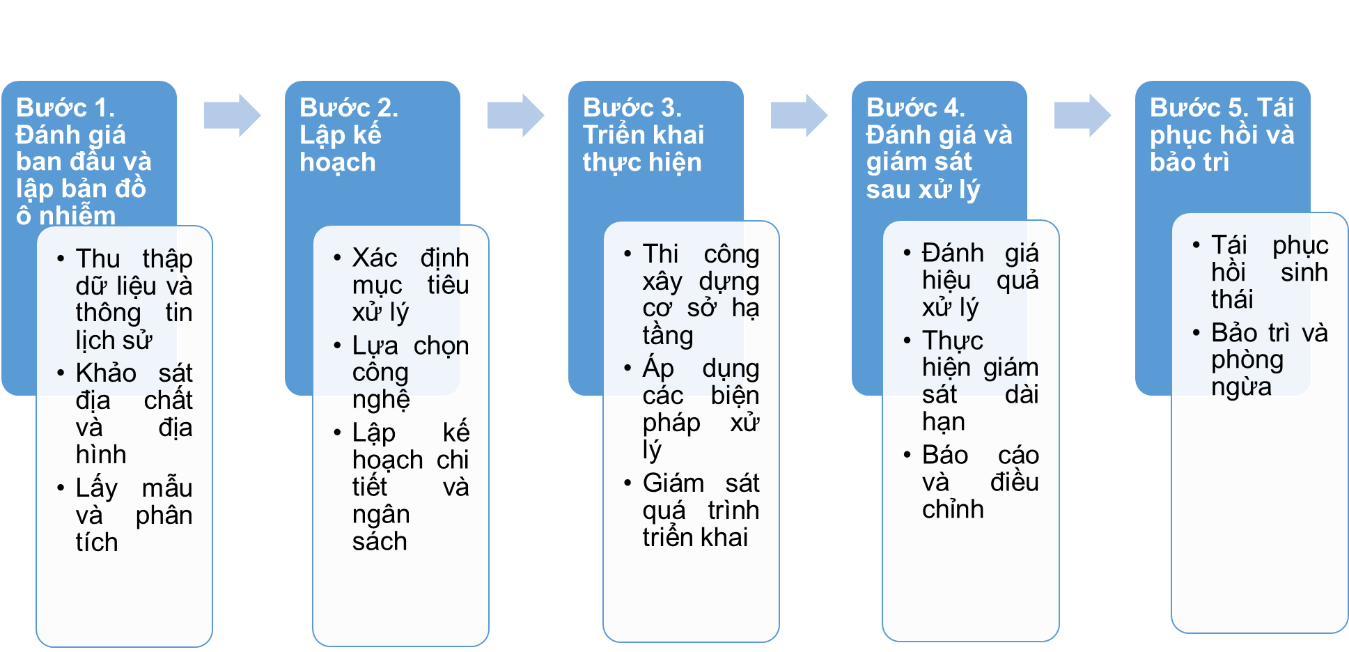 Bước 1.
Đánh giá
ban đầu và
lập bản đồ
ô nhiễm
• Thu thập
dữ liệu và
thông tin
lịch sử
• Khảo sát
địa chất
và địa
hình
• Lấy mẫu
và phân
tích
Bước 2.
Lập kế
hoạch
• Xác định
mục tiêu
xử lý
• Lựa chọn
công
nghệ
• Lập kế
hoạch chi
tiết và
ngân
sách
Bước 3.
Triển khai
thực hiện
• Thi công
xây dựng
cơ sở hạ
tầng
• Áp dụng
các biện
pháp xử
lý
• Giám sát
quá trình
triển khai
Bước 4.
Đánh giá và
giám sát
sau xử lý
• Đánh giá
hiệu quả
xử lý
• Thực
hiện giám
sát dài
hạn
• Báo cáo
và điều
chỉnh
Bước 5. Tái
phục hồi và
bảo trì
• Tái phục
hồi sinh
thái
• Bảo trì và
phòng
ngừa